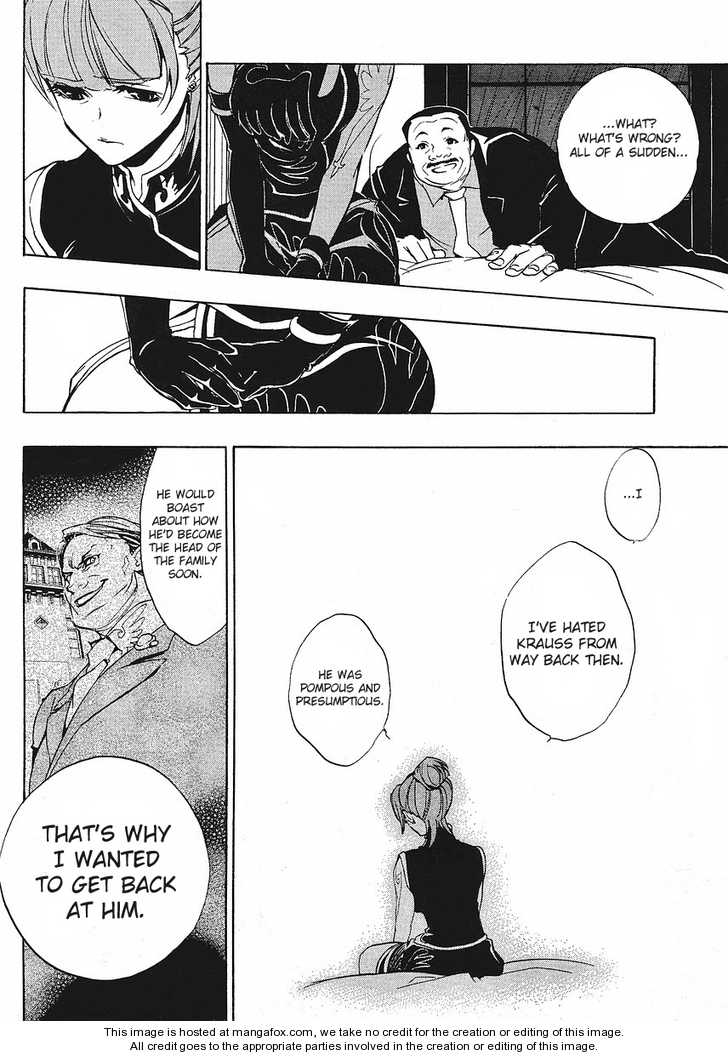 ...WHAT?
WHAT'S WRONG?
ALL OF A SUDDEN...
...I
I'VE HATED
KRAUSS FROM
WAY BACK THEN.
HE WAS
POMPOUS AND
PRESUMPTIOUS.
HE WOULD
BOAST
ABOUT HOW
HE'D BECOME
THE HEAD
OF THE
FAMILY
SOON.
THAT'S WHY
I WANTED
TO GET BACK
AT HIM.
This image is hosted at mangafox.com, we take no credit for the creation or editing of this image.
All credit goes to the appropriate parties involved in the creation or editing of this image.